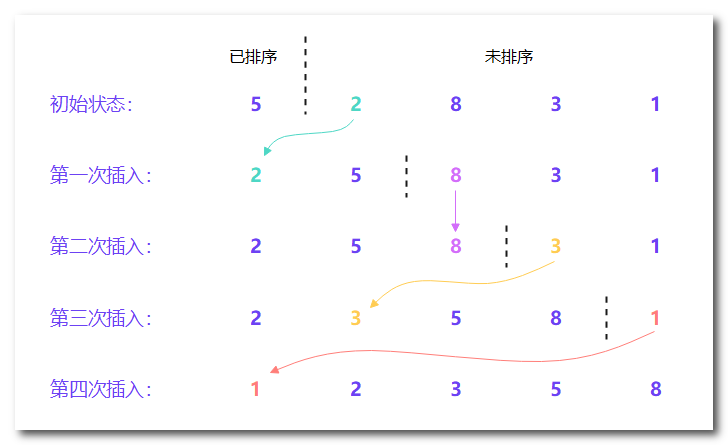 已排序 未排序
初始状态： 5 2 8 3 1
第一次插入： 2 5 8 3 1
第二次插入： 2 5 8 3 1
第三次插入： 2 3 5 8 1
第四次插入： 1 2 3 5 8